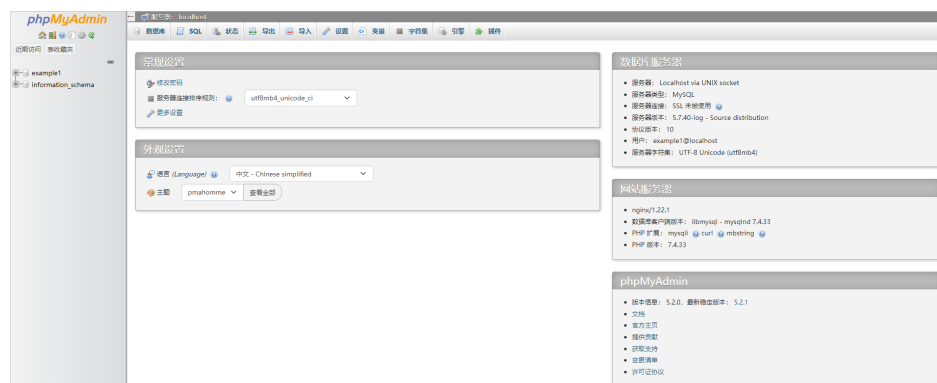 phpMyAdmin
近期访问 表收藏夹
example1
information_schema
服务器: localhost
数据库 SQL 状态 导出 导入 设置 变量 字符集 引擎 插件
常规设置
修改密码
服务器连接排序规则: utf8mb4_unicode_ci
更多设置
外观设置
语言 (Language) 中文 - Chinese simplified
主题 pmahomme 查看全部
数据库服务器
服务器: Localhost via UNIX socket
服务器类型: MySQL
服务器连接: SSL 未被使用
服务器版本: 5.7.40-log - Source distribution
协议版本: 10
用户: example1@localhost
服务器字符集: UTF-8 Unicode (utf8mb4)
网站服务器
nginx/1.22.1
数据库客户端版本: libmysql - mysqlnd 7.4.33
PHP 扩展: mysqli curl mbstring
PHP 版本: 7.4.33
phpMyAdmin
版本信息: 5.2.0, 最新稳定版本: 5.2.1
文档
官方主页
提供贡献
获取支持
变更清单
许可证协议